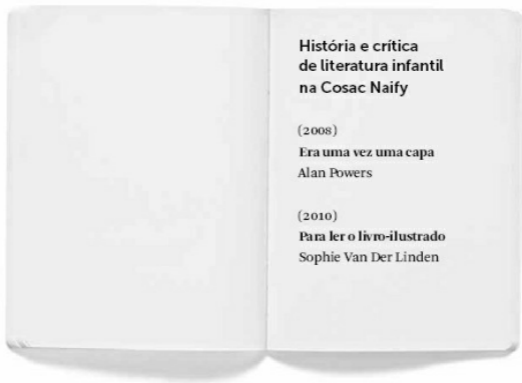 História e crítica
de literatura infantil
na Cosac Naify
(2008)
Era uma vez uma capa
Alan Powers
(2010)
Para ler o livro-ilustrado
Sophie Van Der Linden